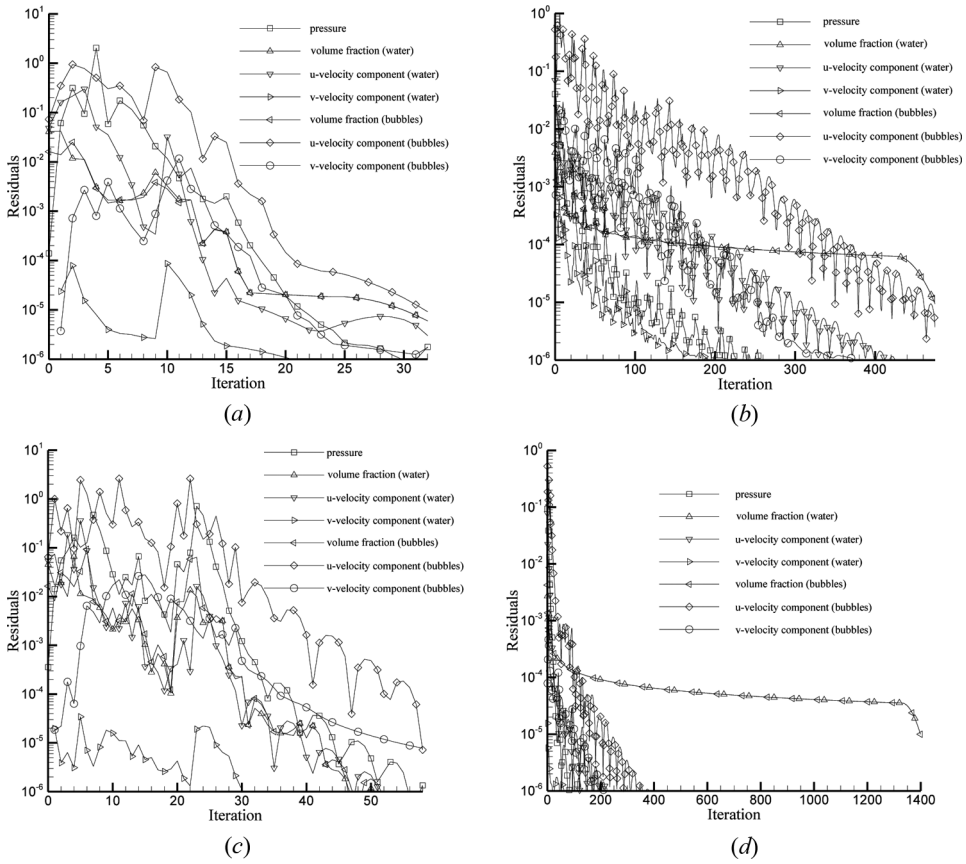 10^1
10^0
10^-1
10^-2
10^-3
10^-4
10^-5
10^-6
Residuals
pressure
volume fraction (water)
u-velocity component (water)
v-velocity component (water)
volume fraction (bubbles)
u-velocity component (bubbles)
v-velocity component (bubbles)
0 5 10 15 20 25 30
Iteration
(a)
10^0
10^-1
10^-2
10^-3
10^-4
10^-5
10^-6
Residuals
pressure
volume fraction (water)
u-velocity component (water)
v-velocity component (water)
volume fraction (bubbles)
u-velocity component (bubbles)
v-velocity component (bubbles)
0 100 200 300 400
Iteration
(b)
10^1
10^0
10^-1
10^-2
10^-3
10^-4
10^-5
10^-6
Residuals
pressure
volume fraction (water)
u-velocity component (water)
v-velocity component (water)
volume fraction (bubbles)
u-velocity component (bubbles)
v-velocity component (bubbles)
0 10 20 30 40 50
Iteration
(c)
10^0
10^-1
10^-2
10^-3
10^-4
10^-5
10^-6
Residuals
pressure
volume fraction (water)
u-velocity component (water)
v-velocity component (water)
volume fraction (bubbles)
u-velocity component (bubbles)
v-velocity component (bubbles)
0 200 400 600 800 1000 1200 1400
Iteration
(d)